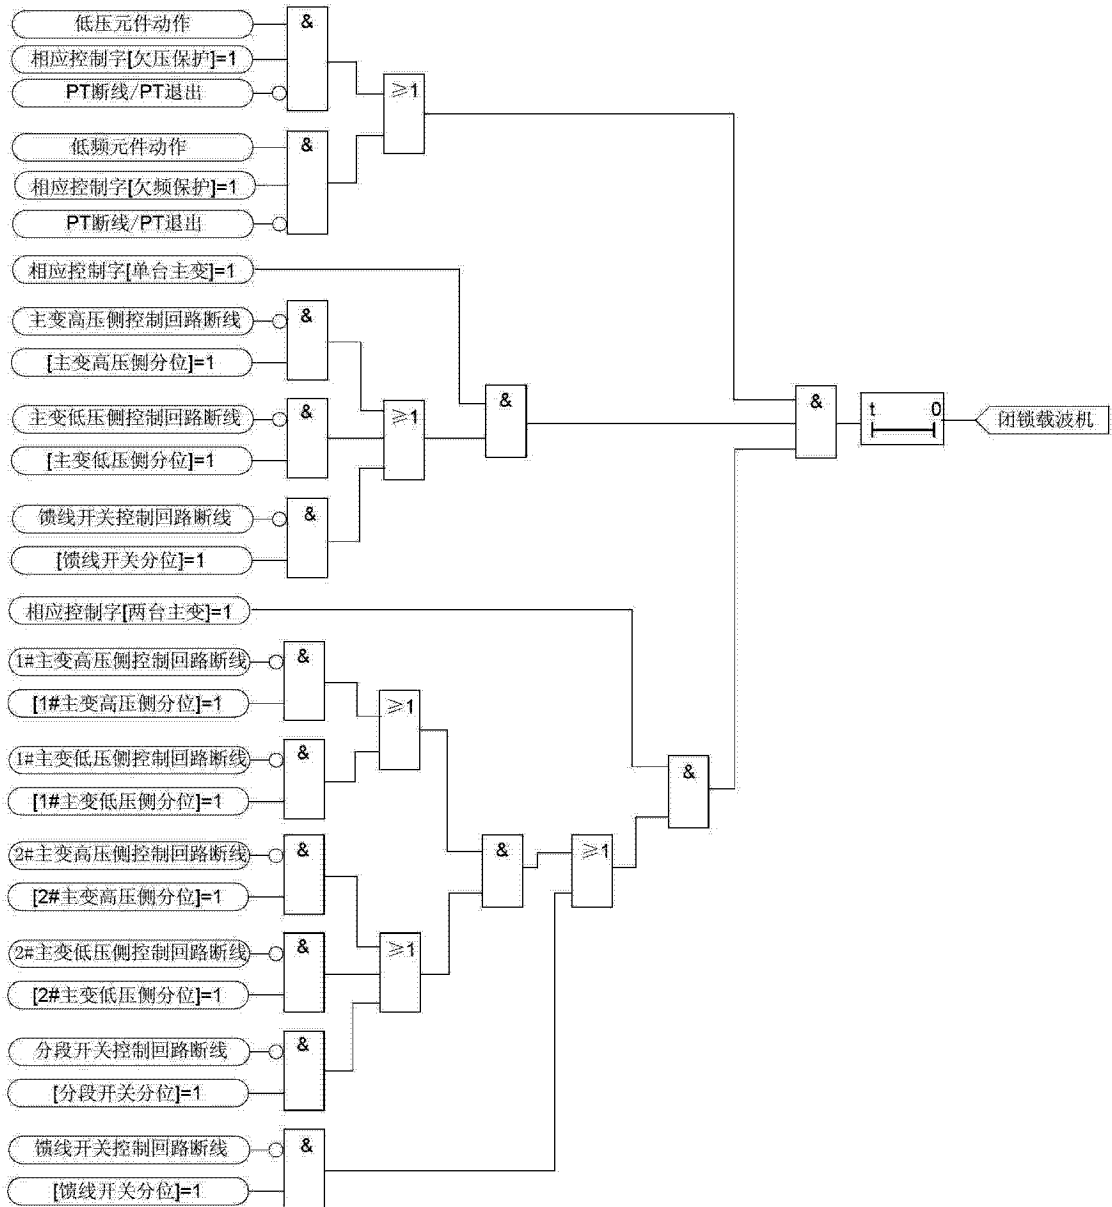 低压元件动作
&
相应控制字[欠压保护]=1
PT断线/PT退出
≥1
低频元件动作
&
相应控制字[欠频保护]=1
PT断线/PT退出
相应控制字[单台主变]=1
主变高压侧控制回路断线
&
[主变高压侧分位]=1
主变低压侧控制回路断线
&
≥1
&
&
t 0
闭锁载波机
[主变低压侧分位]=1
馈线开关控制回路断线
&
[馈线开关分位]=1
相应控制字[两台主变]=1
1#主变高压侧控制回路断线
&
[1#主变高压侧分位]=1
≥1
1#主变低压侧控制回路断线
&
&
[1#主变低压侧分位]=1
2#主变高压侧控制回路断线
&
&
≥1
[2#主变高压侧分位]=1
2#主变低压侧控制回路断线
&
≥1
[2#主变低压侧分位]=1
分段开关控制回路断线
&
[分段开关分位]=1
馈线开关控制回路断线
&
[馈线开关分位]=1